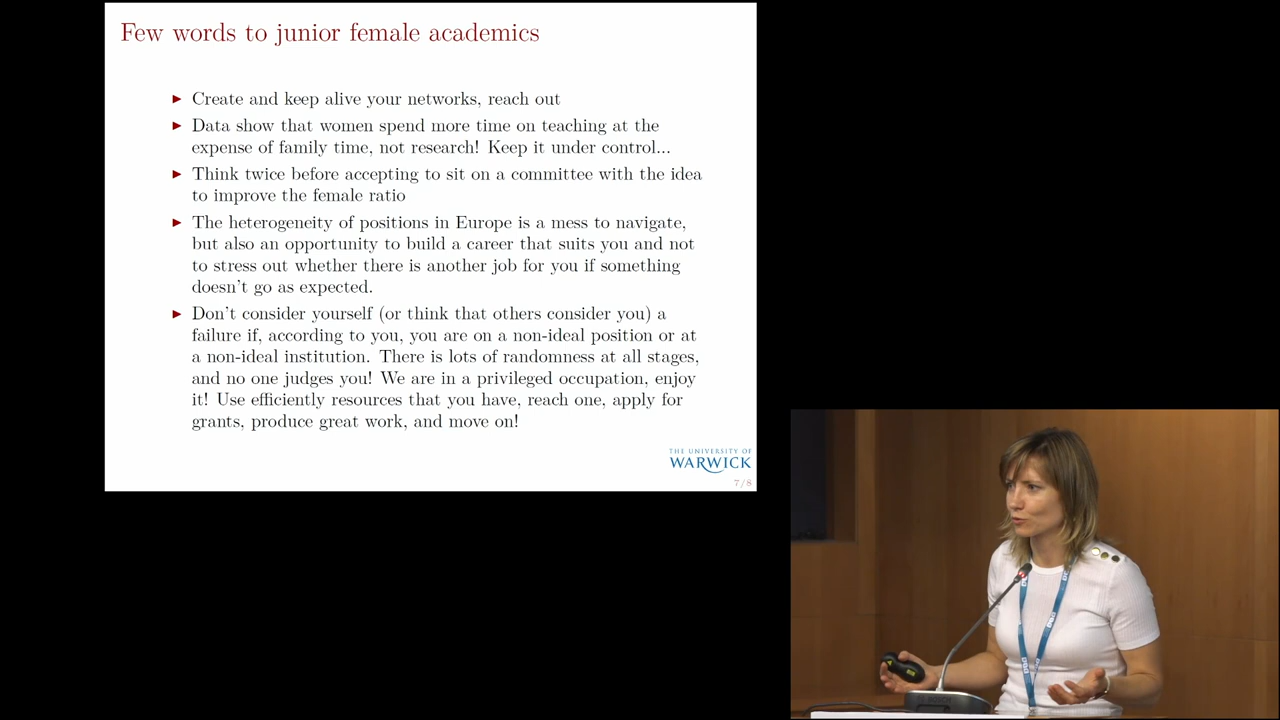 Few words to junior female academics
Create and keep alive your networks, reach out
Data show that women spend more time on teaching at the
expense of family time, not research! Keep it under control...
Think twice before accepting to sit on a committee with the idea
to improve the female ratio
The heterogeneity of positions in Europe is a mess to navigate,
but also an opportunity to build a career that suits you and not
to stress out whether there is another job for you if something
doesn't go as expected.
Don't consider yourself (or think that others consider you) a
failure if, according to you, you are on a non-ideal position or at
a non-ideal institution. There is lots of randomness at all stages,
and no one judges you! We are in a privileged occupation, enjoy
it! Use efficiently resources that you have, reach one, apply for
grants, produce great work, and move on!
THE UNIVERSITY OF
WARWICK
7/8